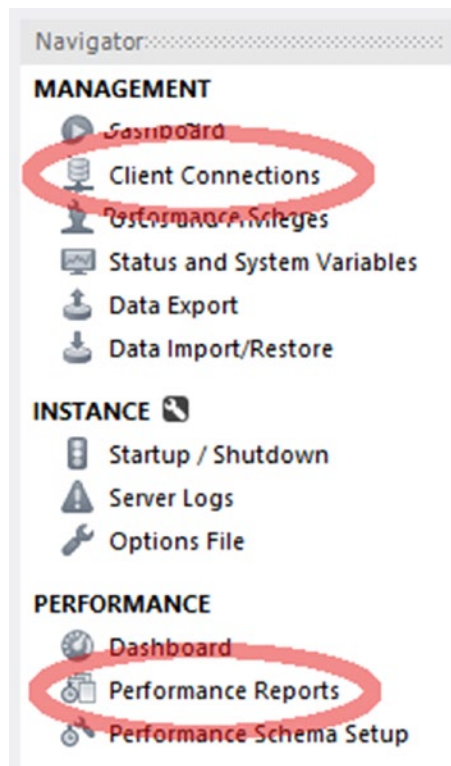 Navigator
MANAGEMENT
Dashboard
Client Connections
Status and System Variables
Data Export
Data Import/Restore
INSTANCE
Startup / Shutdown
Server Logs
Options File
PERFORMANCE
Dashboard
Performance Reports
Performance Schema Setup